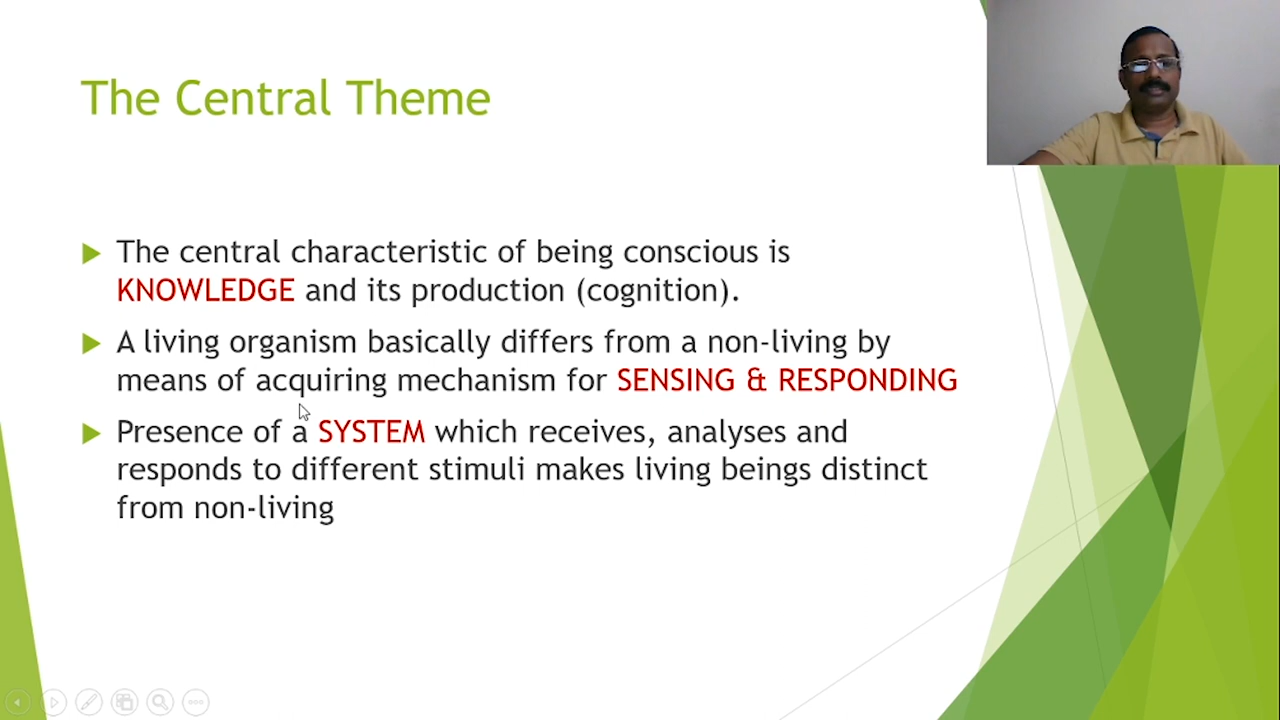 The Central Theme
The central characteristic of being conscious is
KNOWLEDGE and its production (cognition).
A living organism basically differs from a non-living by
means of acquiring mechanism for SENSING & RESPONDING
Presence of a SYSTEM which receives, analyses and
responds to different stimuli makes living beings distinct
from non-living